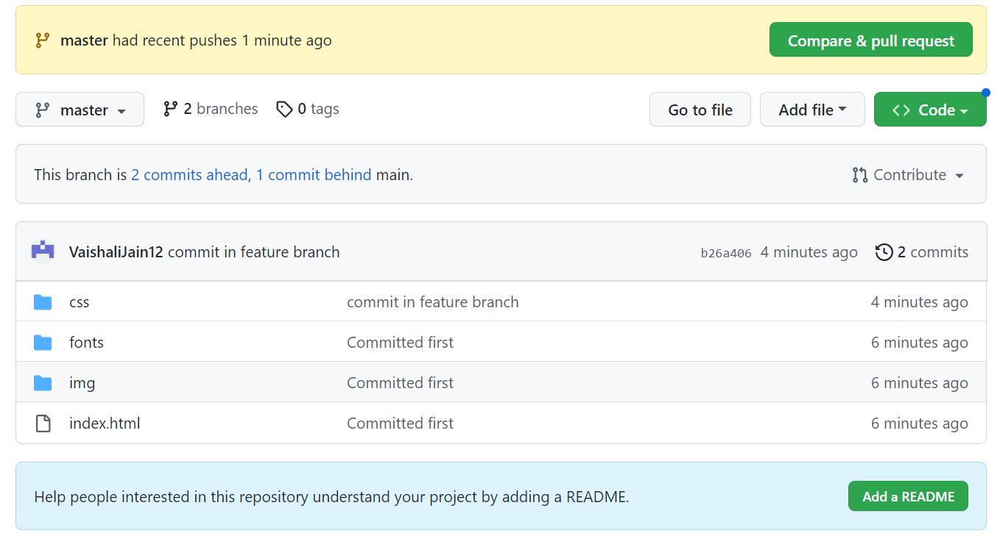 master had recent pushes 1 minute ago Compare & pull request
master 2 branches 0 tags Go to file Add file Code
This branch is 2 commits ahead, 1 commit behind main. Contribute
VaishaliJain12 commit in feature branch b26a406 4 minutes ago 2 commits
css commit in feature branch 4 minutes ago
fonts Committed first 6 minutes ago
img Committed first 6 minutes ago
index.html Committed first 6 minutes ago
Help people interested in this repository understand your project by adding a README. Add a README